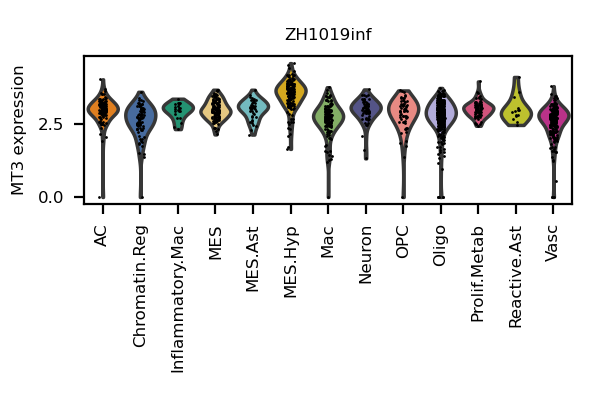 ZH1019inf
MT3 expression
2.5
0.0
AC
Chromatin.Reg
Inflammatory.Mac
MES
MES.Ast
MES.Hyp
Mac
Neuron
OPC
Oligo
Prolif.Metab
Reactive.Ast
Vasc